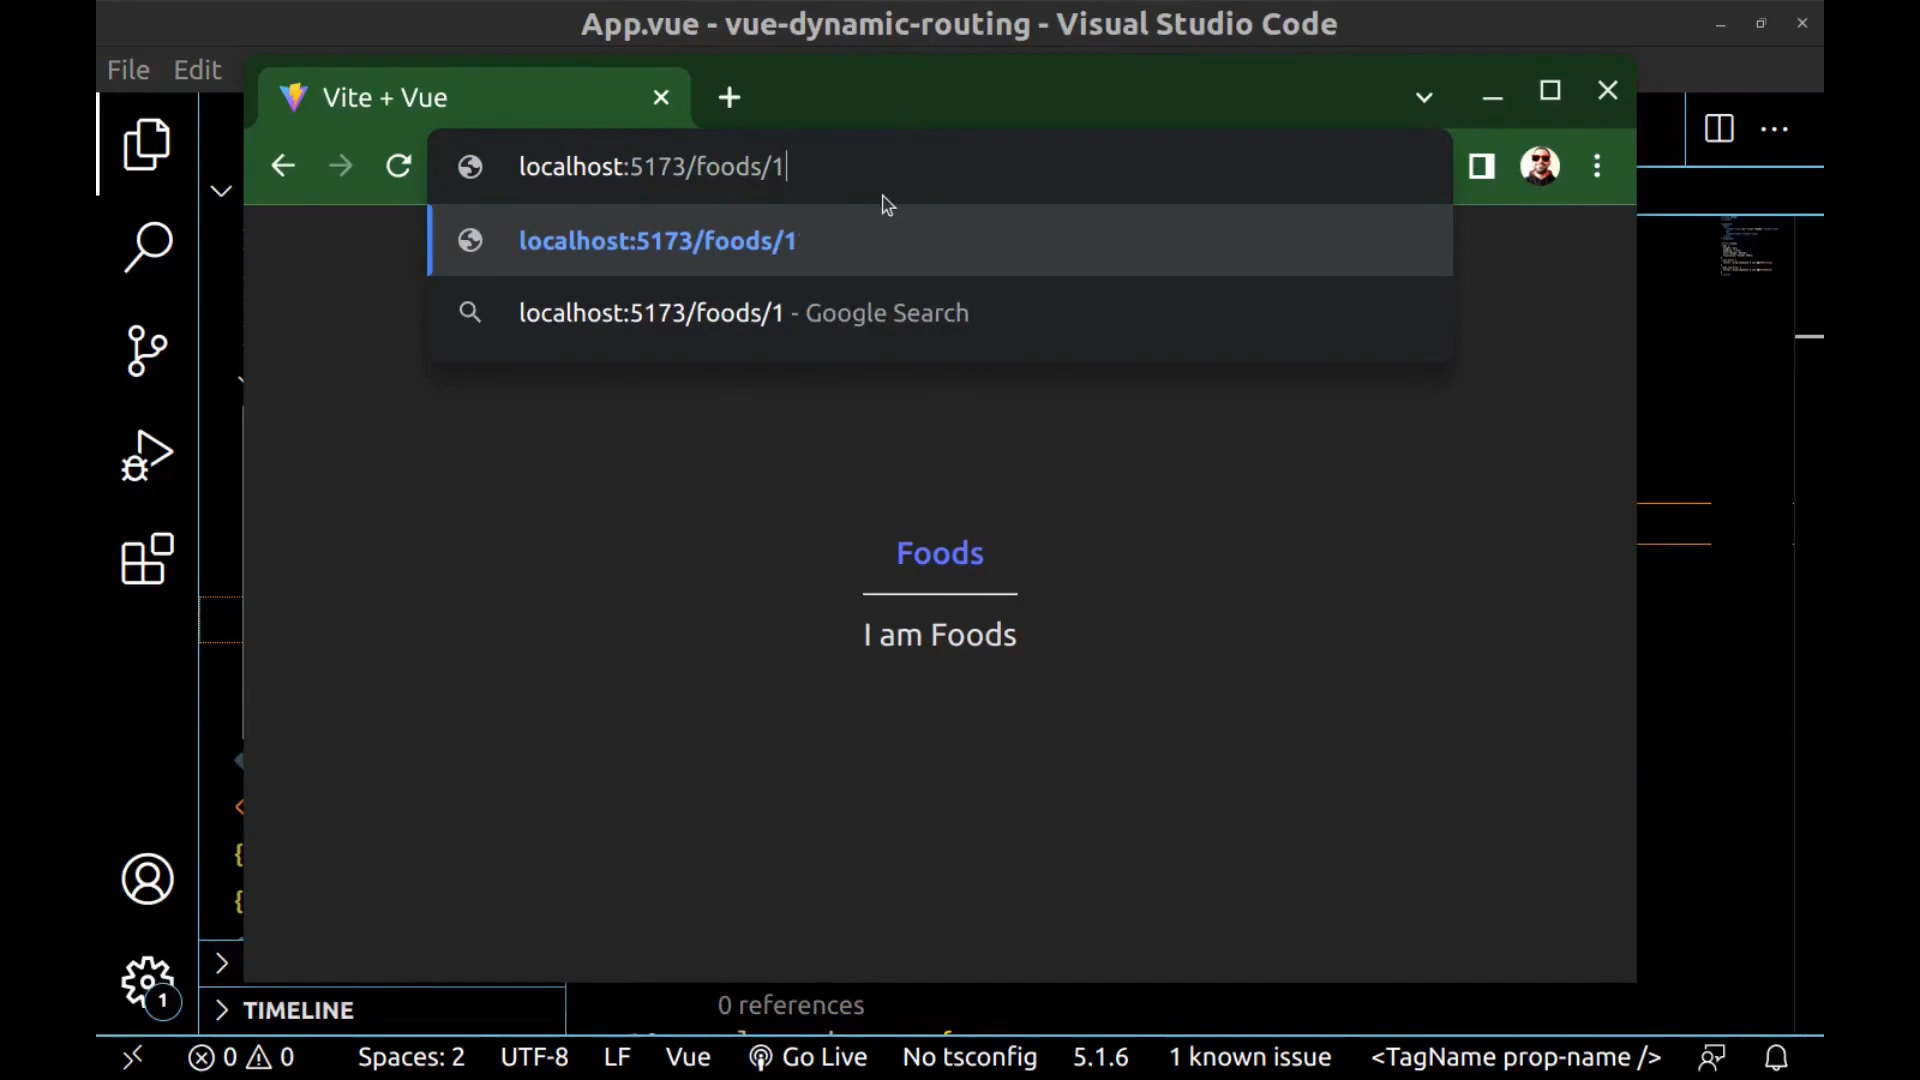 App.vue - vue-dynamic-routing - Visual Studio Code
File Edit
Vite + Vue
localhost:5173/foods/1
localhost:5173/foods/1
localhost:5173/foods/1 - Google Search
Foods
I am Foods
1
TIMELINE
0 references
0 0 Spaces: 2 UTF-8 LF Vue Go Live No tsconfig 5.1.6 1 known issue <TagName prop-name />